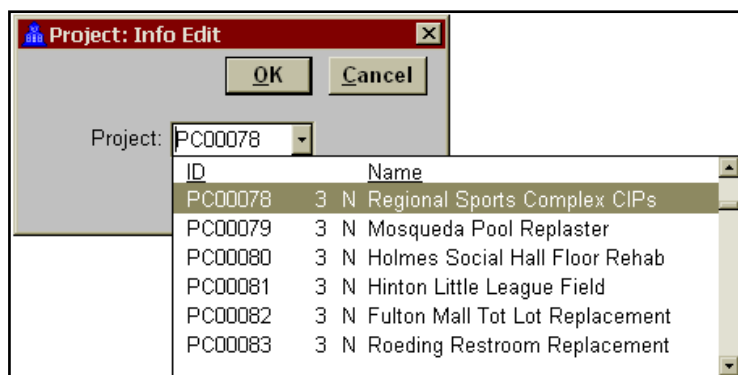 Project: Info Edit
OK Cancel
Project: PC00078
ID Name
PC00078 3 N Regional Sports Complex CIPs
PC00079 3 N Mosqueda Pool Replaster
PC00080 3 N Holmes Social Hall Floor Rehab
PC00081 3 N Hinton Little League Field
PC00082 3 N Fulton Mall Tot Lot Replacement
PC00083 3 N Roeding Restroom Replacement